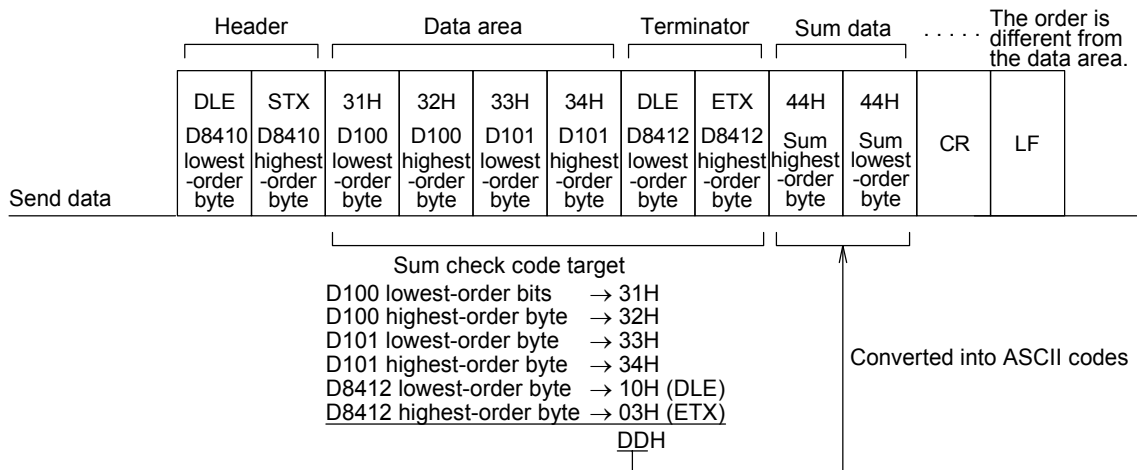 Header Data area Terminator Sum data . . . . . The order is
different from
the data area.
DLE STX 31H 32H 33H 34H DLE ETX 44H 44H CR LF
D8410 lowest-order byte
D8410 highest-order byte
D100 lowest-order byte
D100 highest-order byte
D101 lowest-order byte
D101 highest-order byte
D8412 lowest-order byte
D8412 highest-order byte
Sum highest-order byte
Sum lowest-order byte
Send data
Sum check code target
D100 lowest-order bits → 31H
D100 highest-order byte → 32H
D101 lowest-order byte → 33H
D101 highest-order byte → 34H
D8412 lowest-order byte → 10H (DLE)
D8412 highest-order byte → 03H (ETX)
DDH
Converted into ASCII codes